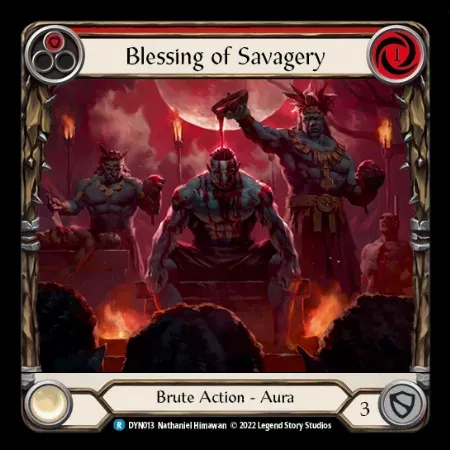 Blessing of Savagery
1
Brute Action - Aura
3
R DYN013 Nathaniel Himawan © 2022 Legend Story Studios